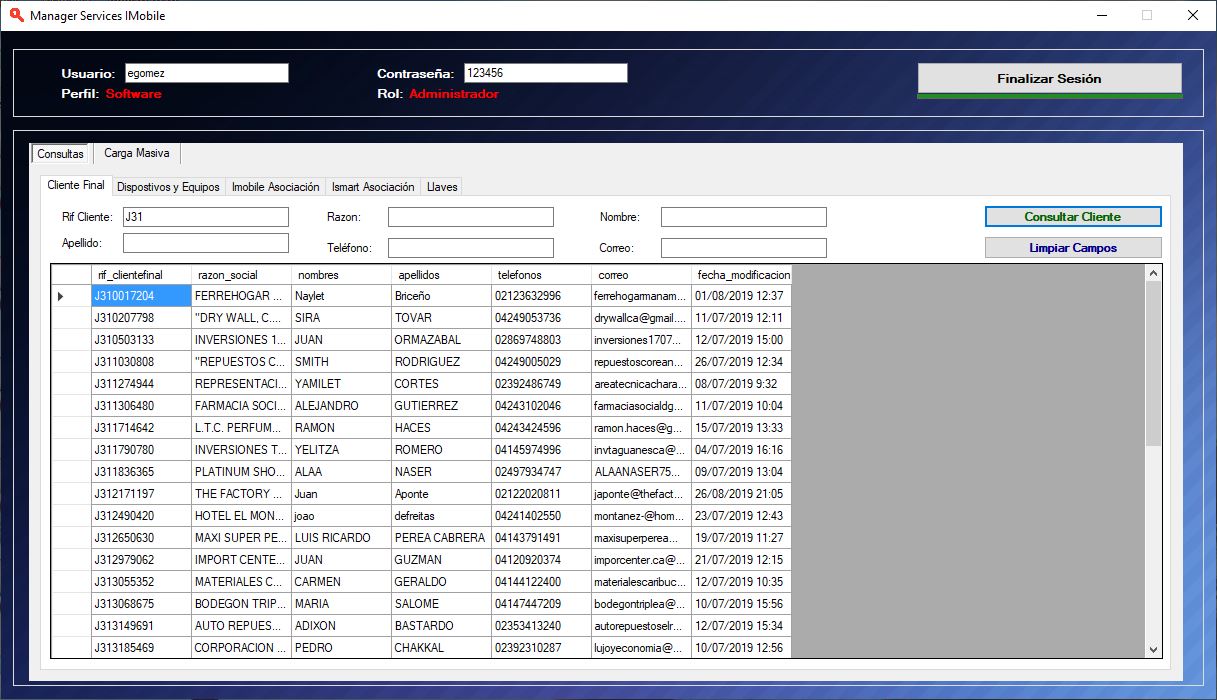 Manager Services IMobile
Usuario: egomez Contraseña: 123456 Finalizar Sesión
Perfil: Software Rol: Administrador
Consultas Carga Masiva
Cliente Final Dispostivos y Equipos Imobile Asociación Ismart Asociación Llaves
Rif Cliente: J31 Razon: Nombre: Consultar Cliente
Apellido: Teléfono: Correo: Limpiar Campos
rif_clientefinal razon_social nombres apellidos telefonos correo fecha_modificacion
J310017204 FERREHOGAR ... Naylet Briceño 02123632996 ferrehogarmanam... 01/08/2019 12:37
J310207798 "DRY WALL, C.... SIRA TOVAR 04249053736 drywallca@gmail.... 11/07/2019 12:11
J310503133 INVERSIONES 1... JUAN ORMAZABAL 02869748803 inversiones1707... 12/07/2019 15:00
J311030808 "REPUESTOS C... SMITH RODRIGUEZ 04249005029 repuestoscorean... 26/07/2019 12:34
J311274944 REPRESENTACI... YAMILET CORTES 02392486749 areatecnicachara... 08/07/2019 9:32
J311306480 FARMACIA SOCI... ALEJANDRO GUTIERREZ 04243102046 farmaciasocialdg... 11/07/2019 10:04
J311714642 L.T.C. PERFUM... RAMON HACES 02443424596 ramon.haces@g... 15/07/2019 13:33
J311790780 INVERSIONES T... YELITZA ROMERO 04145974996 invtaguanesca@... 04/07/2019 16:16
J311836365 PLATINUM SHO... ALAA NASER 02497934747 ALAANASER75... 09/07/2019 13:04
J312171197 THE FACTORY ... Juan Aponte 02122020811 japonte@thefact... 26/08/2019 21:05
J312490420 HOTEL EL MON... joao defreitas 04241402550 montanez-@hom... 23/07/2019 12:43
J312650630 MAXI SUPER PE... LUIS RICARDO PEREA CABRERA 04143791491 maxisuperperea... 19/07/2019 11:27
J312979062 IMPORT CENTE... JUAN GUZMAN 04120920374 imporcenter.ca@... 21/07/2019 12:15
J313055352 MATERIALES C... CARMEN GERALDO 04144122400 materialescaribuc... 12/07/2019 10:35
J313068675 BODEGON TRIP... MARIA SALOME 04147447209 bodegontriplea@... 10/07/2019 15:56
J313149691 AUTO REPUES... ADIXON BASTARDO 02353413240 autorepuestoselr... 12/07/2019 15:34
J313185469 CORPORACION ... PEDRO CHAKKAL 02392310287 lujoyeconomia@... 10/07/2019 12:56